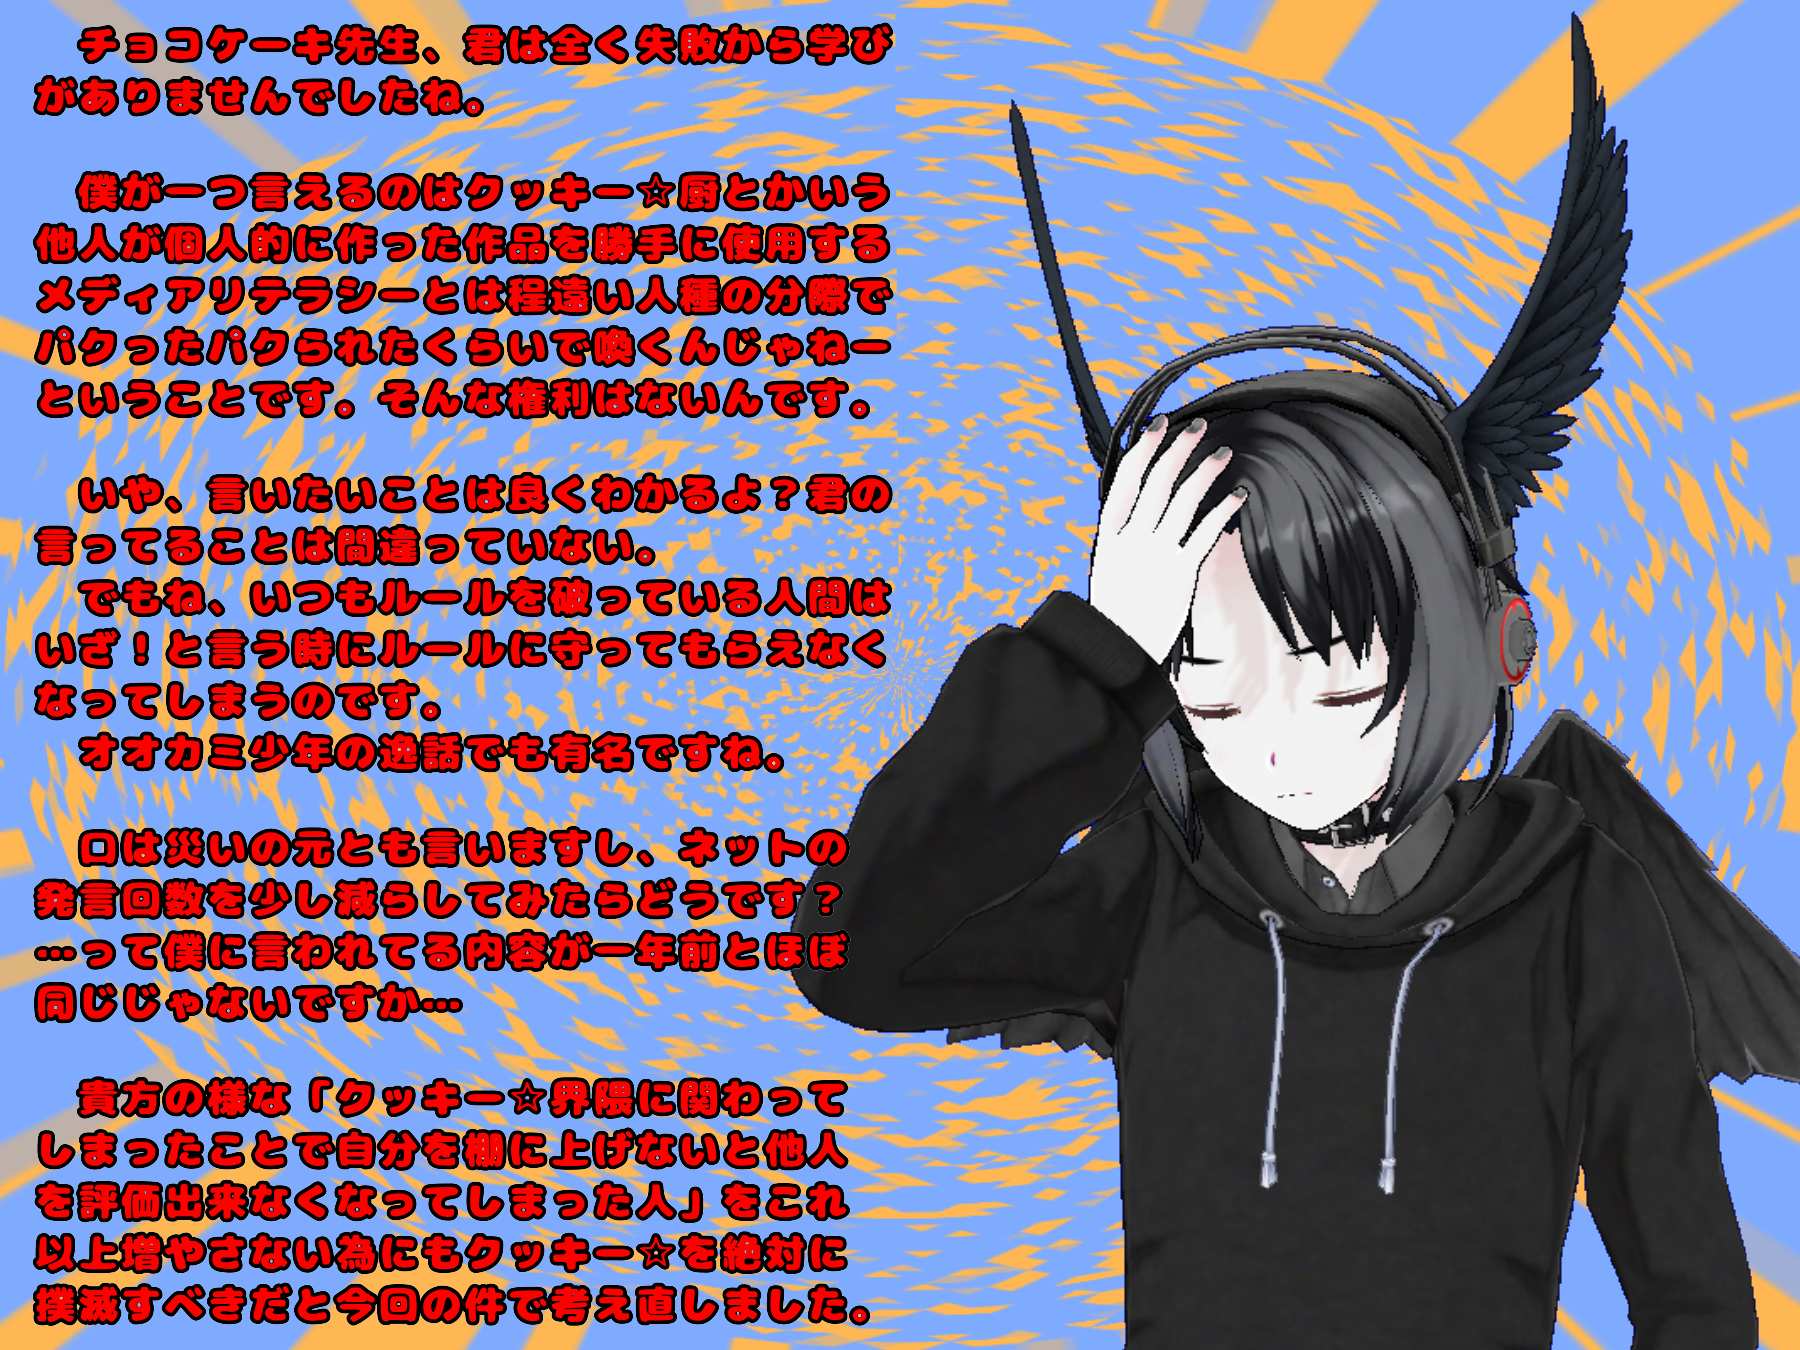 チョコケーキ先生、君は全く失敗から学び
がありませんでしたね。
僕が一つ言えるのはクッキー☆厨とかいう
他人が個人的に作った作品を勝手に使用する
メディアリテラシーとは程遠い人種の分際で
パクったパクられたくらいで喚くんじゃねー
ということです。そんな権利はないんです。
いや、言いたいことは良くわかるよ？君の
言ってることは間違っていない。
でもね、いつもルールを破っている人間は
いざ！と言う時にルールに守ってもらえなく
なってしまうのです。
オオカミ少年の逸話でも有名ですね。
口は災いの元とも言いますし、ネットの
発言回数を少し減らしてみたらどうです？
…って僕に言われてる内容が一年前とほぼ
同じじゃないですか…
貴方の様な「クッキー☆界隈に関わって
しまったことで自分を棚に上げないと他人
を評価出来なくなってしまった人」をこれ
以上増やさない為にもクッキー☆を絶対に
撲滅すべきだと今回の件で考え直しました。